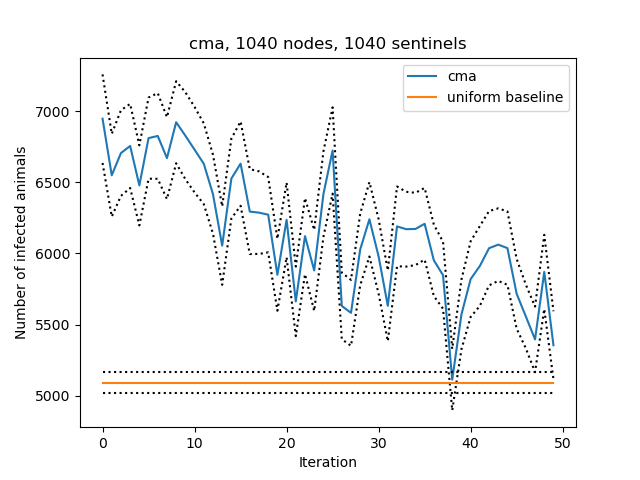 cma, 1040 nodes, 1040 sentinels
cma
uniform baseline
Number of infected animals
7000
6500
6000
5500
5000
0 10 20 30 40 50
Iteration